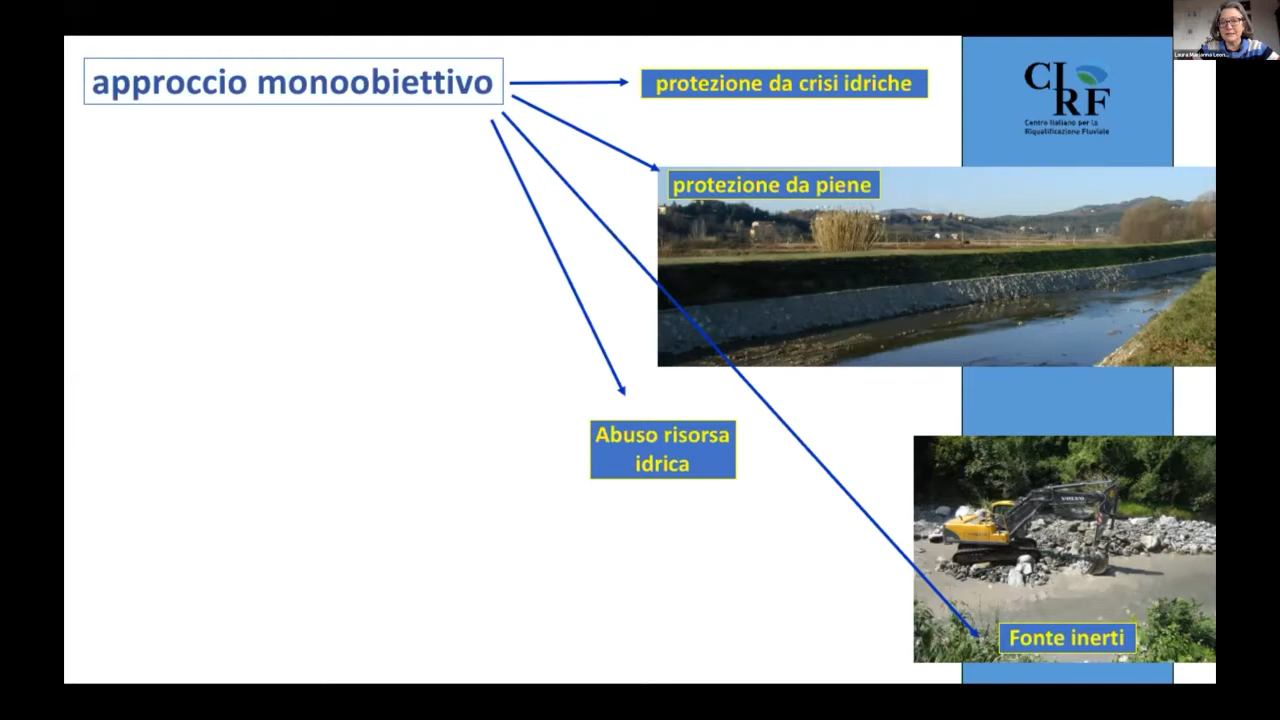 approccio monoobiettivo
protezione da crisi idriche
CIRF
Centro Italiano per la
Riqualificazione Fluviale
protezione da piene
Abuso risorsa
idrica
VOLVO
Fonte inerti